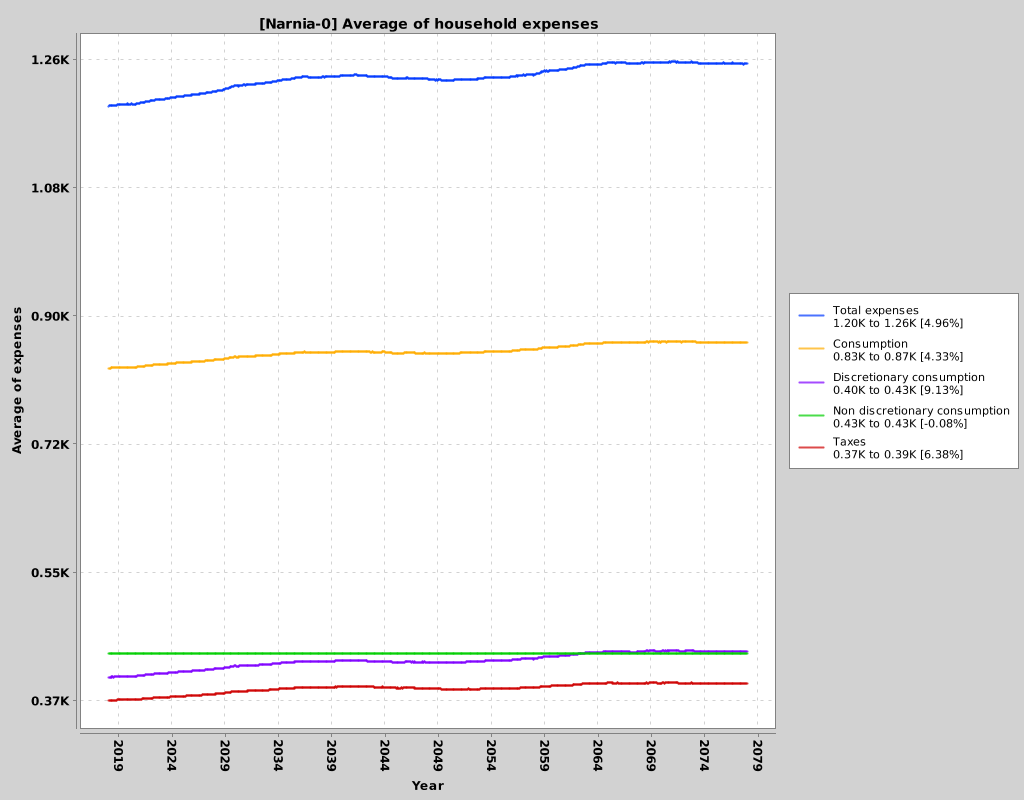 [Narnia-0] Average of household expenses
1.26K
1.08K
0.90K
0.72K
0.55K
0.37K
Average of expenses
2019
2024
2029
2034
2039
2044
2049
2054
2059
2064
2069
2074
2079
Year
Total expenses
1.20K to 1.26K [4.96%]
Consumption
0.83K to 0.87K [4.33%]
Discretionary consumption
0.40K to 0.43K [9.13%]
Non discretionary consumption
0.43K to 0.43K [-0.08%]
Taxes
0.37K to 0.39K [6.38%]